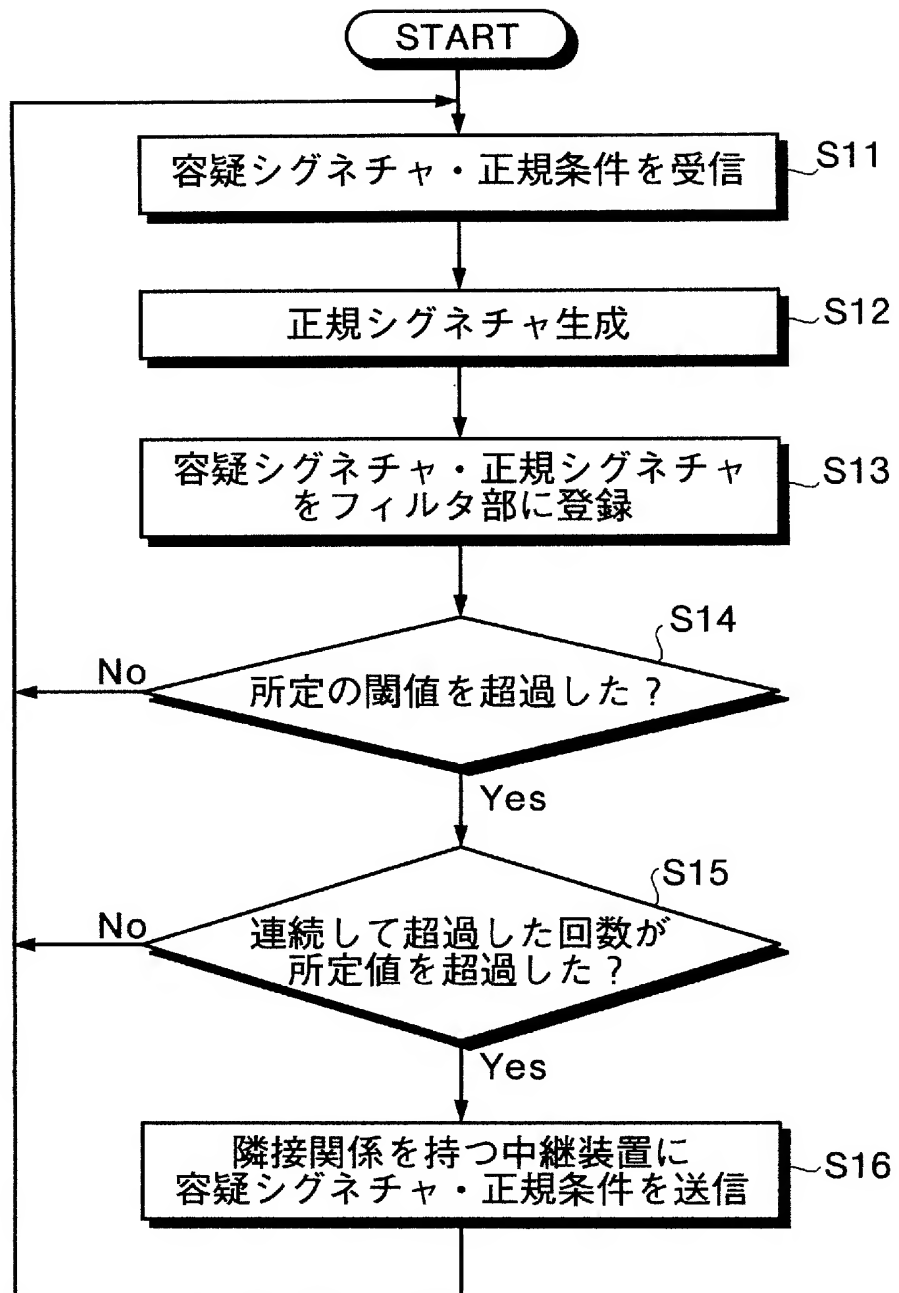 START
容疑シグネチャ・正規条件を受信
S11
正規シグネチャ生成
S12
容疑シグネチャ・正規シグネチャ
をフィルタ部に登録
S13
S14
No
所定の閾値を超過した？
Yes
S15
No
連続して超過した回数が
所定値を超過した？
Yes
隣接関係を持つ中継装置に
容疑シグネチャ・正規条件を送信
S16